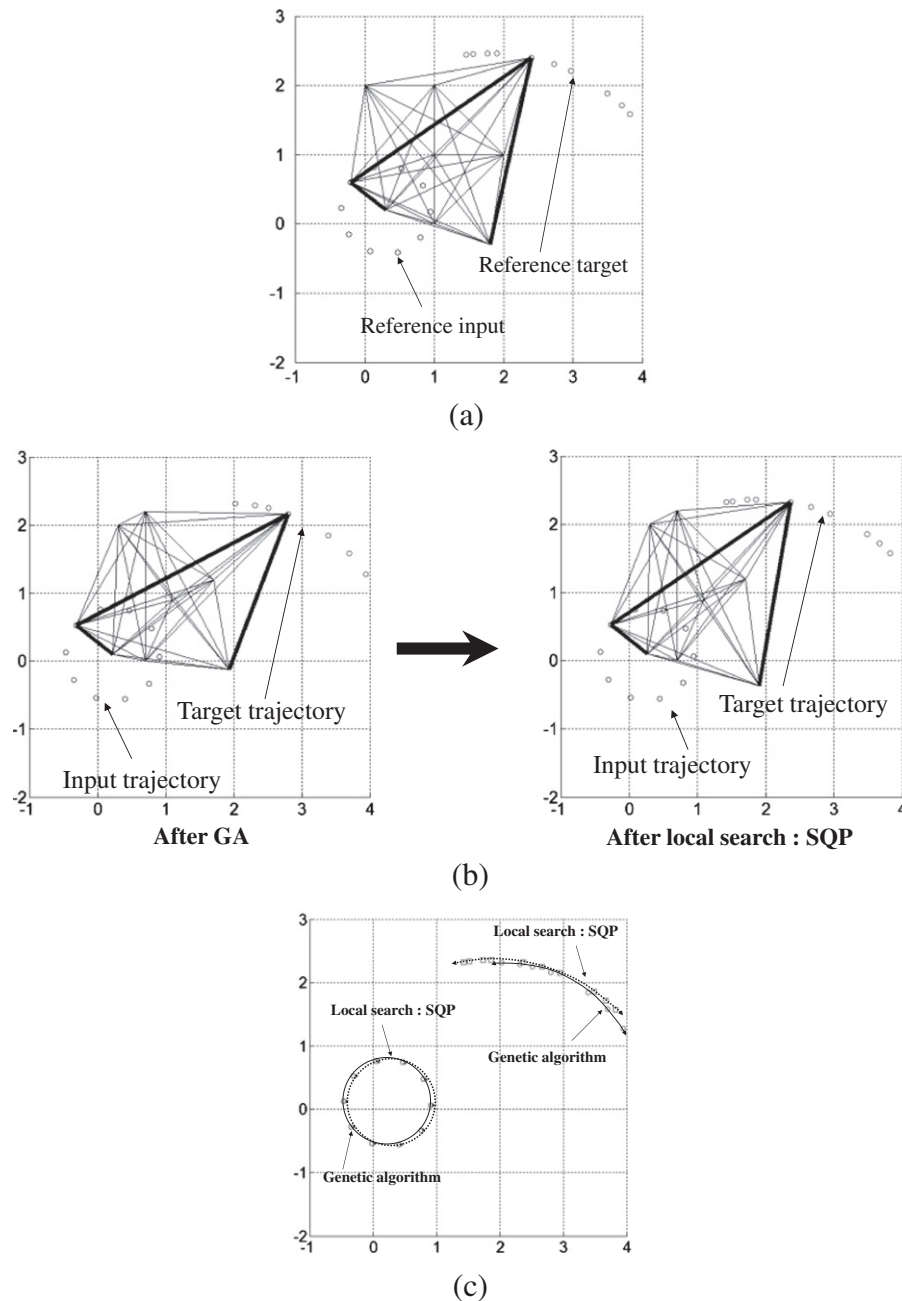 3
2
1
0
-1
-2
-1 0 1 2 3 4
Reference target
Reference input
(a)
3
2
1
0
-1
-2
-1 0 1 2 3 4
Target trajectory
Input trajectory
After GA
3
2
1
0
-1
-2
-1 0 1 2 3 4
Target trajectory
Input trajectory
After local search : SQP
(b)
3
2
1
0
-1
-2
-1 0 1 2 3 4
Local search : SQP
Local search : SQP
Genetic algorithm
Genetic algorithm
(c)